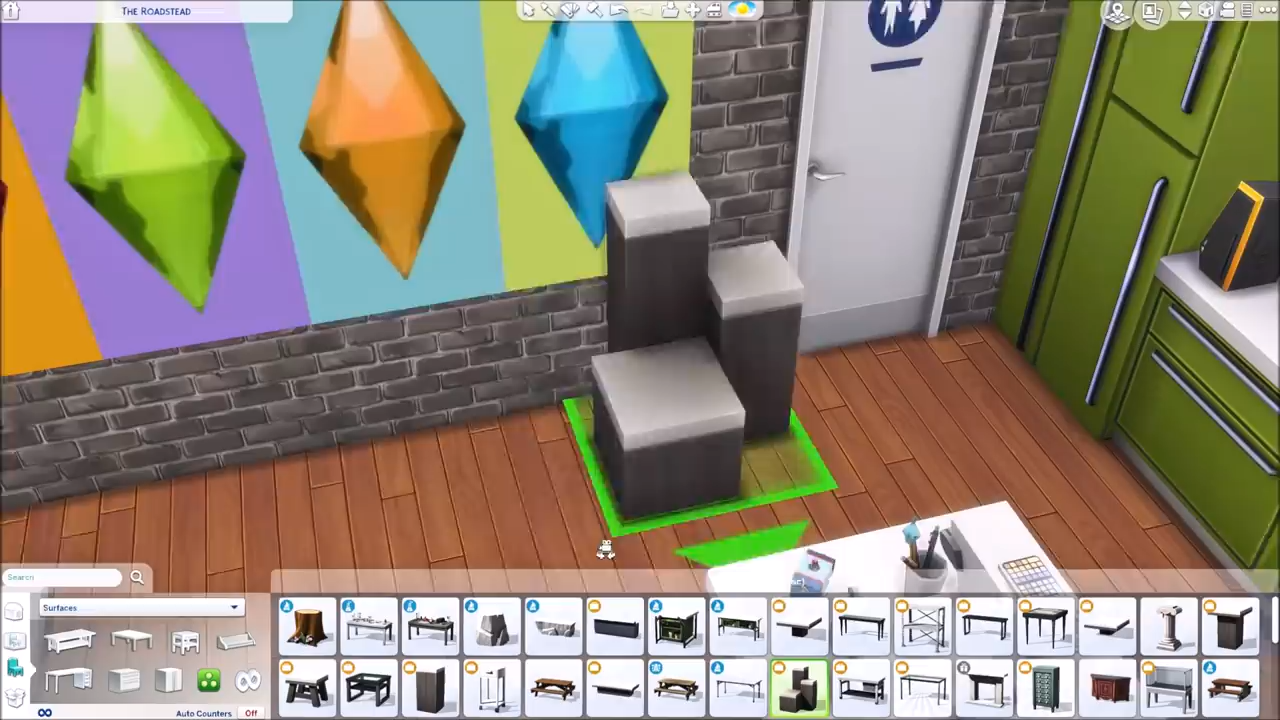 THE ROADSTEAD
Search
Surfaces
Auto Counters
Off